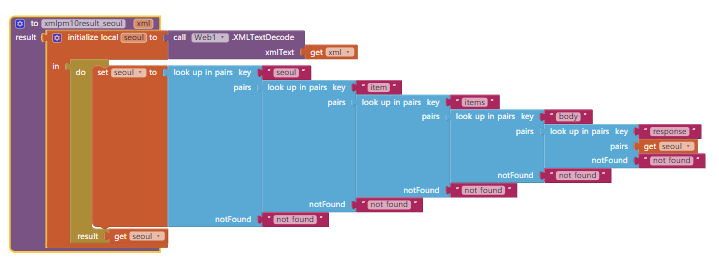 to xmlpm10result seoul xml
result initialize local seoul to call Web1 .XMLTextDecode
xmlText get xml
in do set seoul to look up in pairs key " seoul "
pairs look up in pairs key " item "
pairs look up in pairs key " items "
pairs look up in pairs key " body "
pairs look up in pairs key " response "
pairs get seoul
notFound " not found "
notFound " not found "
notFound " not found "
notFound " not found "
notFound " not found "
result get seoul